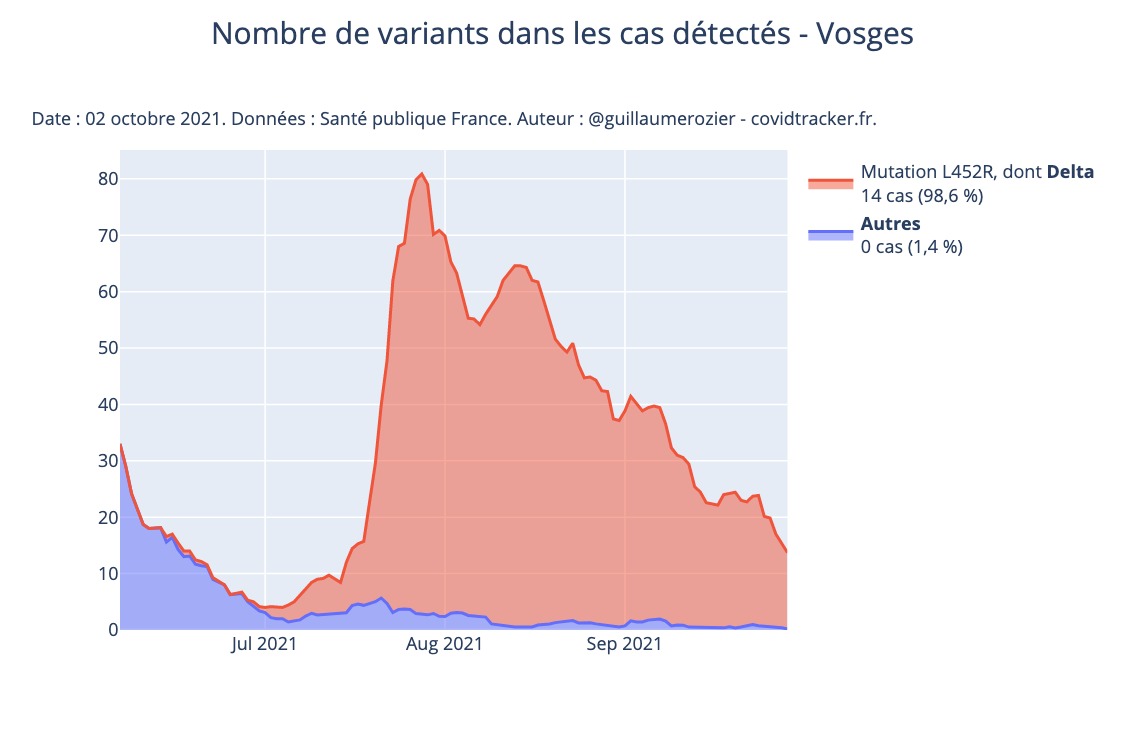 Nombre de variants dans les cas détectés - Vosges
Date : 02 octobre 2021. Données : Santé publique France. Auteur : @guillaumerozier - covidtracker.fr.
80
70
60
50
40
30
20
10
0
Jul 2021
Aug 2021
Sep 2021
Mutation L452R, dont Delta
14 cas (98,6 %)
Autres
0 cas (1,4 %)